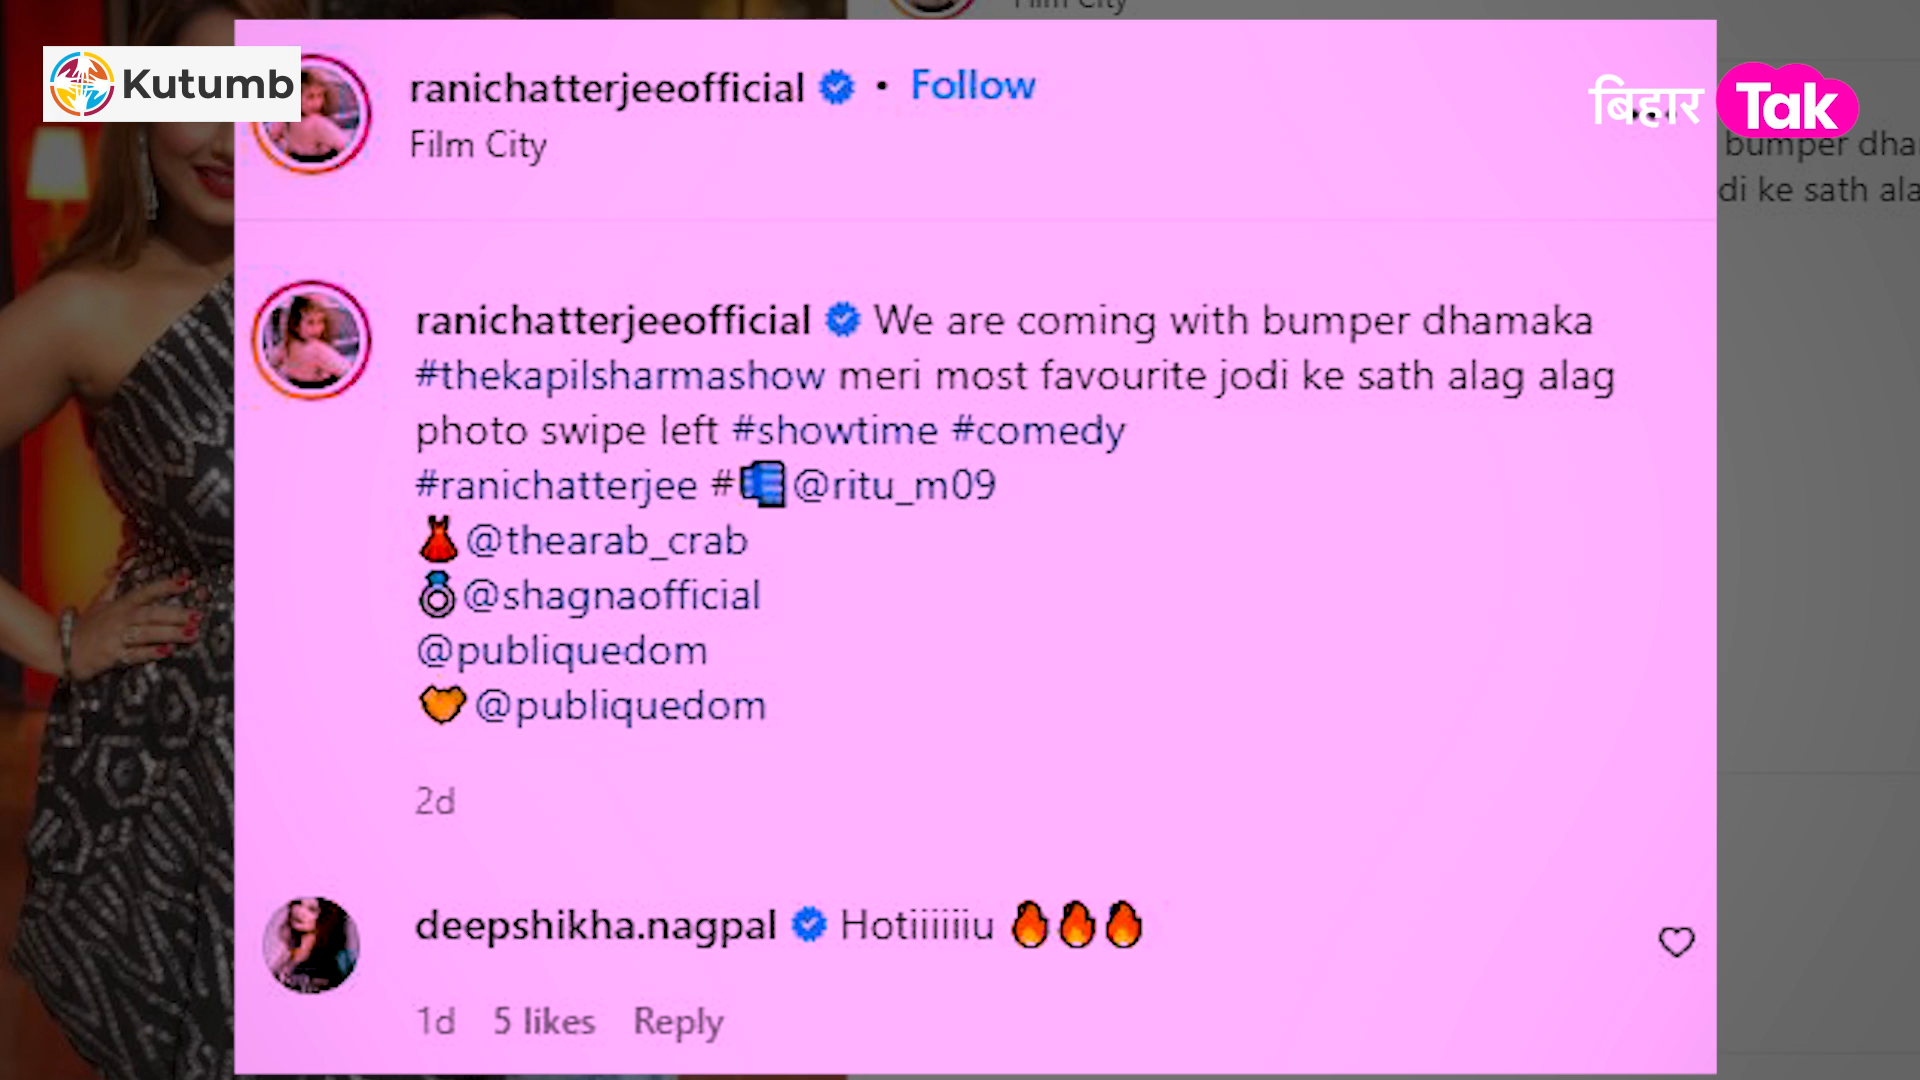 Film City
Kutumb
ranichatterjeeofficial • Follow
Film City
बिहार Tak
bumper dha
di ke sath ala
ranichatterjeeofficial We are coming with bumper dhamaka
#thekapilsharmashow meri most favourite jodi ke sath alag alag
photo swipe left #showtime #comedy
#ranichatterjee #@ritu_m09
@thearab_crab
@shagnaofficial
@publiquedom
🧡@publiquedom
2d
deepshikha.nagpal Hotiiiiiiiu 🔥🔥🔥
1d 5 likes Reply